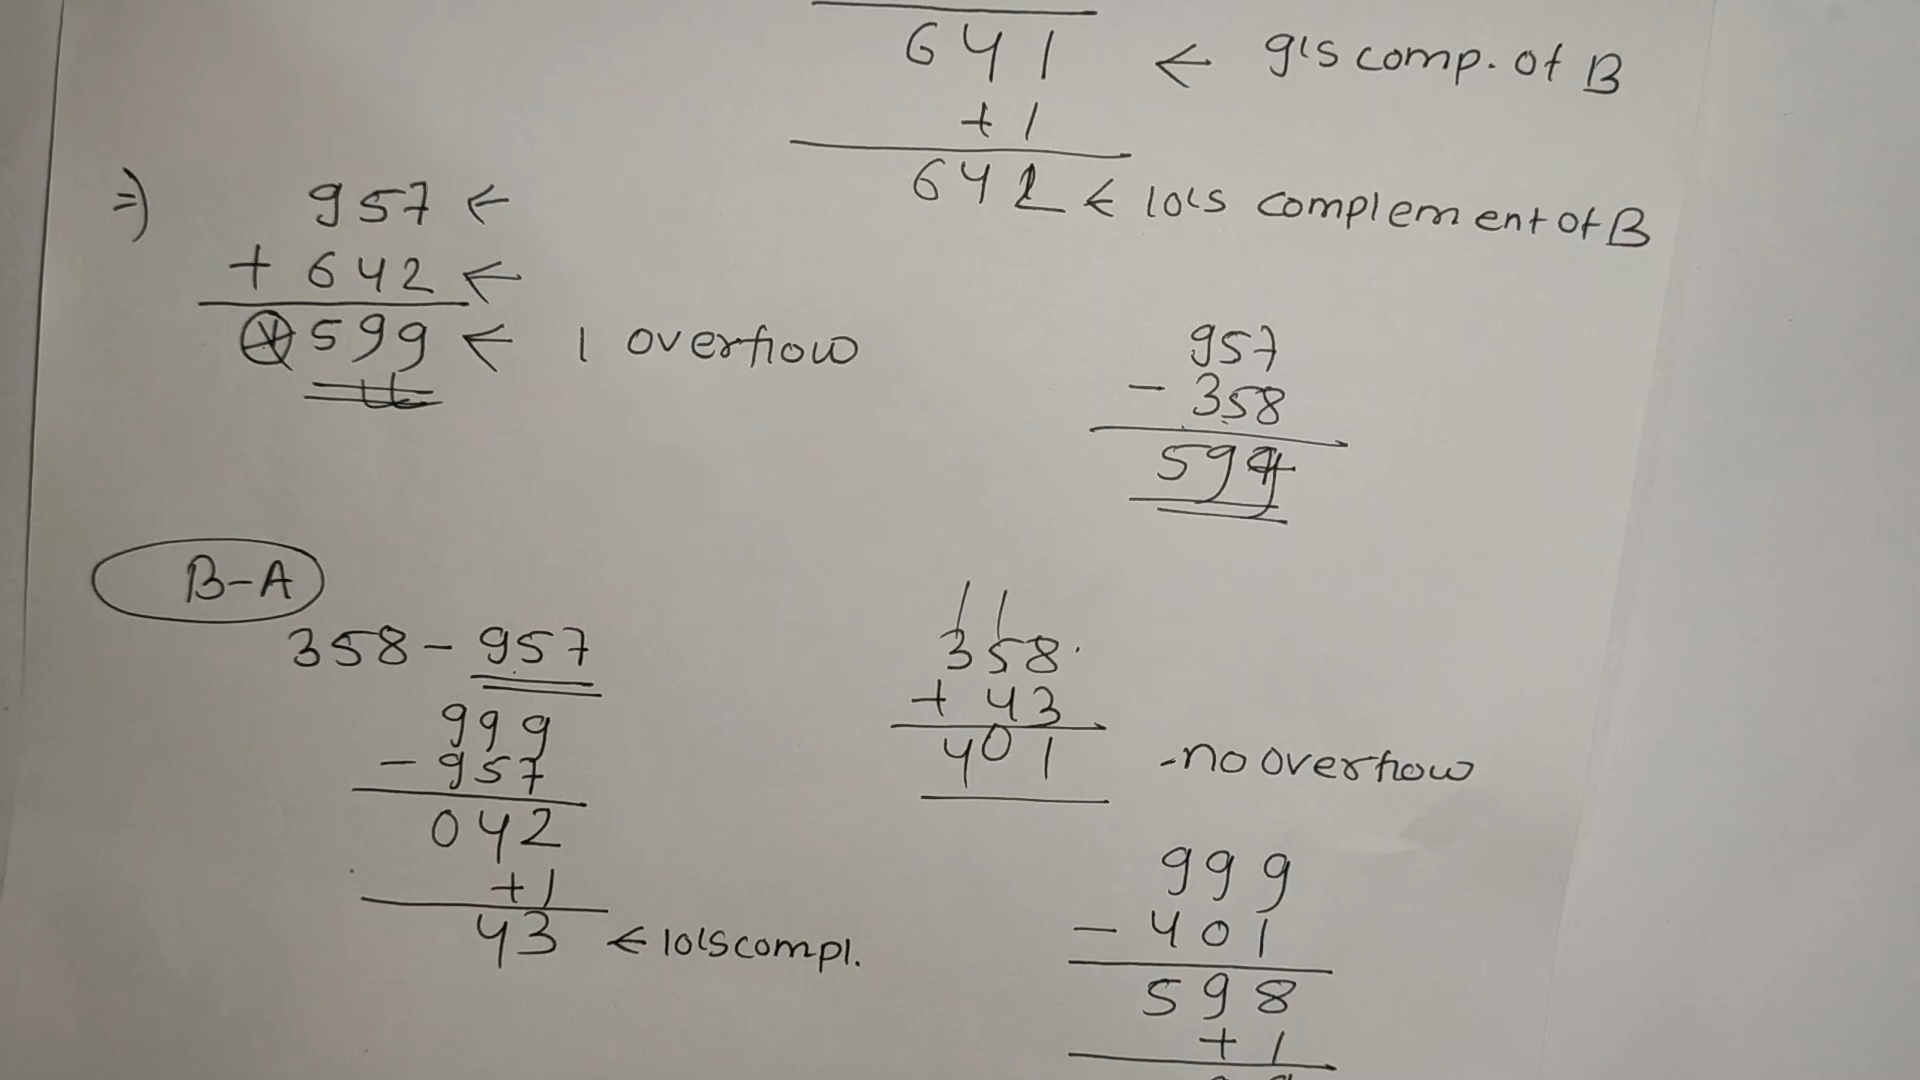 641 ← 9's comp. of B
+1
642 ← 10's complement of B
⇒) 957 ←
+ 642 ←
599 ← 1 overflow
957
- 358
599
B-A
358 - 957
999
- 957
042
+1
43 ← 10's compl.
11
358
+ 43
401 - no overflow
999
- 401
598
+ 1